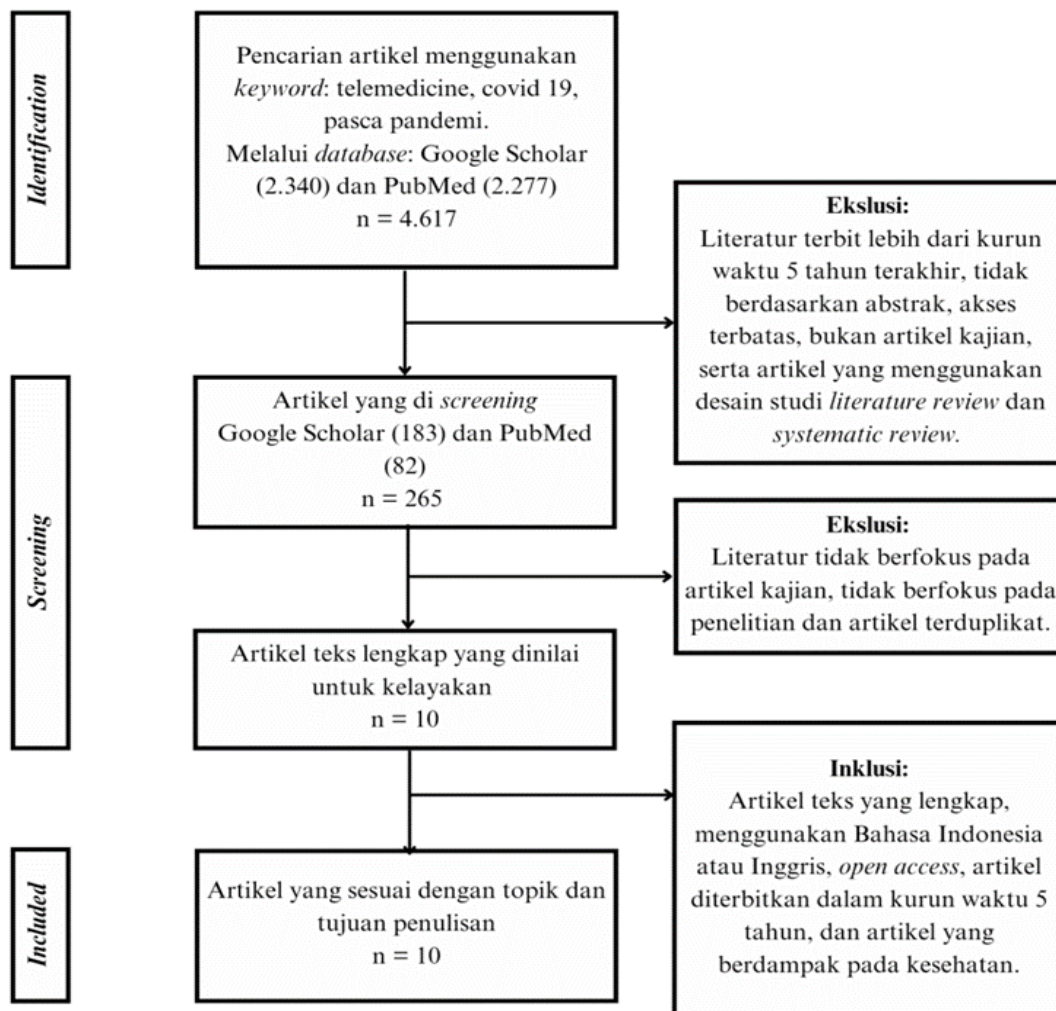 Identification
Pencarian artikel menggunakan
keyword: telemedicine, covid 19,
pasca pandemi.
Melalui database: Google Scholar
(2.340) dan PubMed (2.277)
n = 4.617
Ekslusi:
Literatur terbit lebih dari kurun
waktu 5 tahun terakhir, tidak
berdasarkan abstrak, akses
terbatas, bukan artikel kajian,
serta artikel yang menggunakan
desain studi literature review dan
systematic review.
Screening
Artikel yang di screening
Google Scholar (183) dan PubMed
(82)
n = 265
Ekslusi:
Literatur tidak berfokus pada
artikel kajian, tidak berfokus pada
penelitian dan artikel terduplikat.
Artikel teks lengkap yang dinilai
untuk kelayakan
n = 10
Inklusi:
Artikel teks yang lengkap,
menggunakan Bahasa Indonesia
atau Inggris, open access, artikel
diterbitkan dalam kurun waktu 5
tahun, dan artikel yang
berdampak pada kesehatan.
Included
Artikel yang sesuai dengan topik dan
tujuan penulisan
n = 10